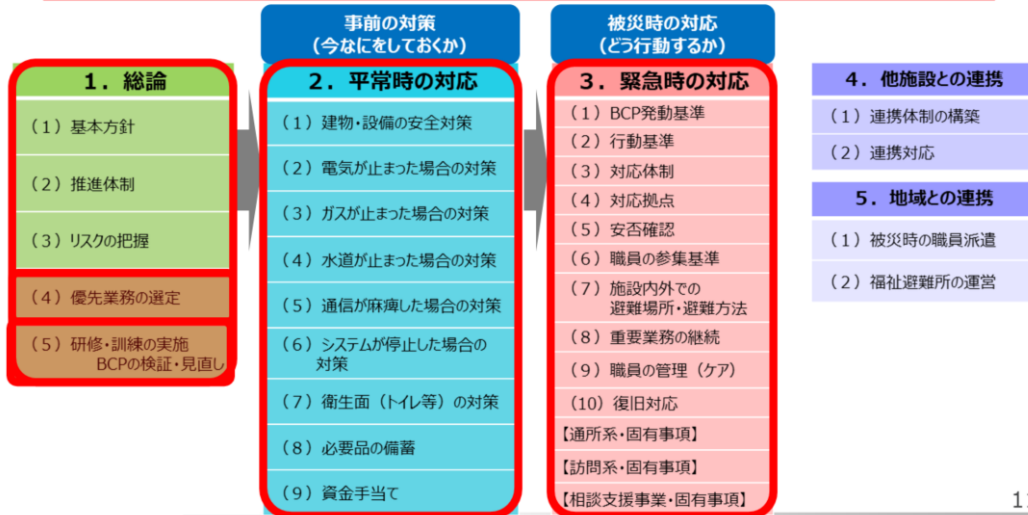 事前の対策
(今なにをしておくか)
被災時の対応
(どう行動するか)
1．総論
(1) 基本方針
(2) 推進体制
(3) リスクの把握
(4) 優先業務の選定
(5) 研修・訓練の実施
BCPの検証・見直し
2．平常時の対応
(1) 建物・設備の安全対策
(2) 電気が止まった場合の対策
(3) ガスが止まった場合の対策
(4) 水道が止まった場合の対策
(5) 通信が麻痺した場合の対策
(6) システムが停止した場合の
対策
(7) 衛生面（トイレ等）の対策
(8) 必要品の備蓄
(9) 資金手当て
3．緊急時の対応
(1) BCP発動基準
(2) 行動基準
(3) 対応体制
(4) 対応拠点
(5) 安否確認
(6) 職員の参集基準
(7) 施設内外での
避難場所・避難方法
(8) 重要業務の継続
(9) 職員の管理（ケア）
(10) 復旧対応
【通所系・固有事項】
【訪問系・固有事項】
【相談支援事業・固有事項】
4．他施設との連携
(1) 連携体制の構築
(2) 連携対応
5．地域との連携
(1) 被災時の職員派遣
(2) 福祉避難所の運営